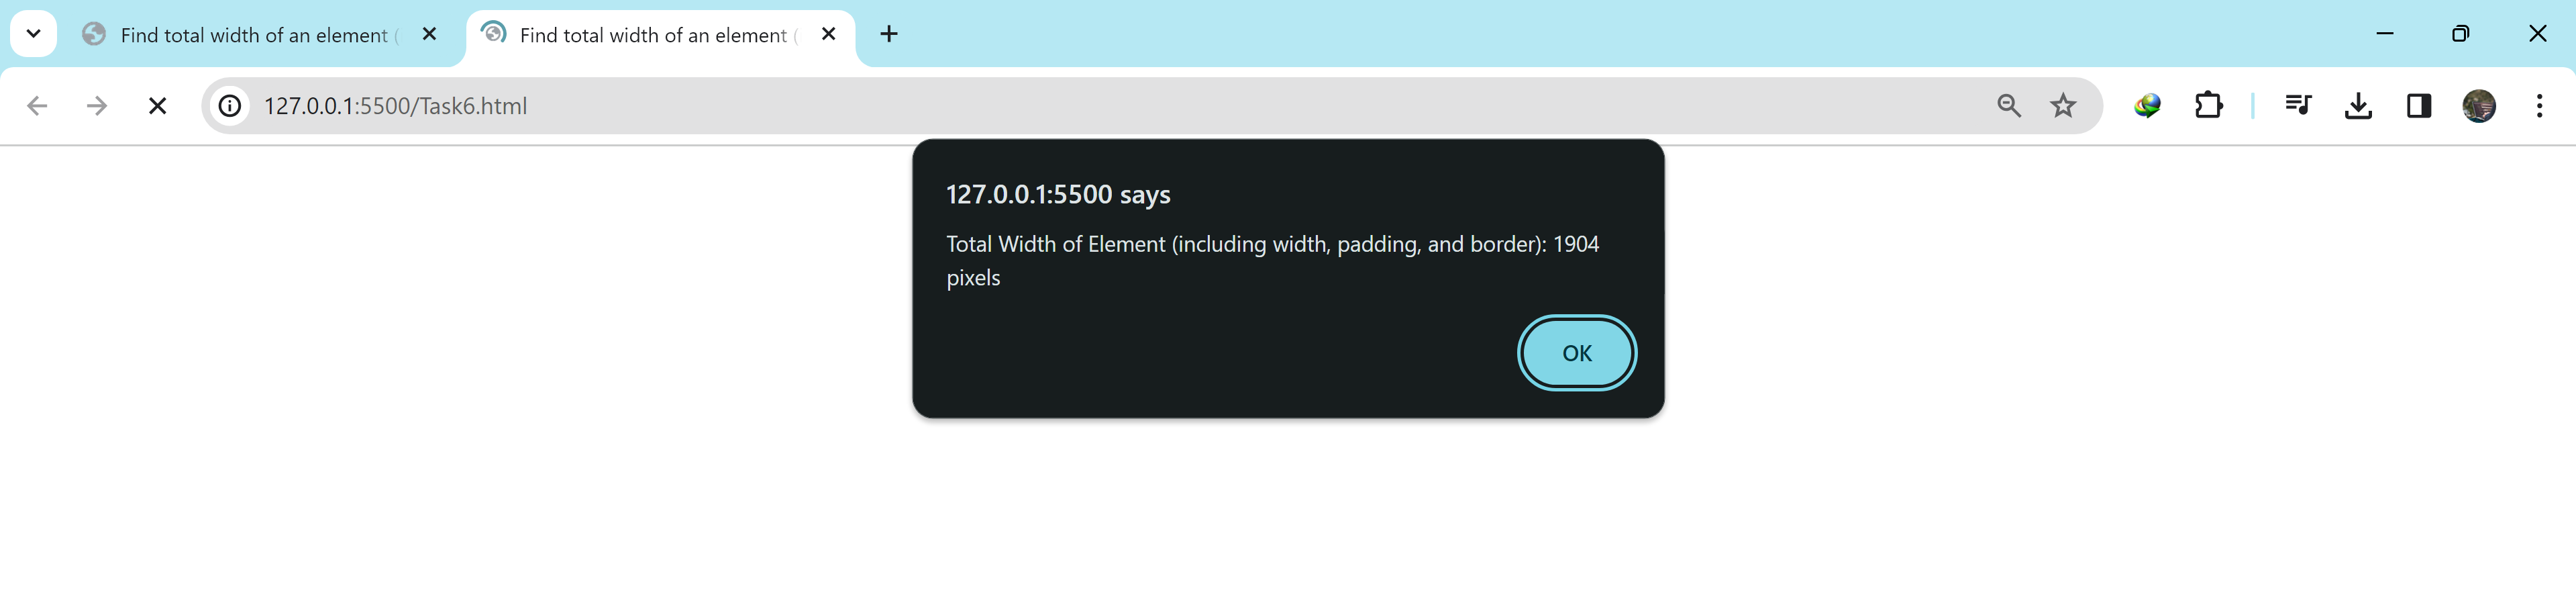 Find total width of an element (
Find total width of an element (
127.0.0.1:5500/Task6.html
127.0.0.1:5500 says
Total Width of Element (including width, padding, and border): 1904
pixels
OK